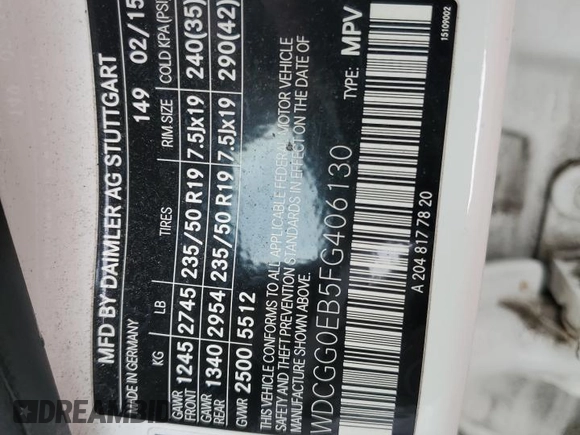 MFD BY DAIMLER AG STUTTGART
MADE IN GERMANY 149 02/15
KG LB TIRES RIM SIZE COLD KPA(PSI
GAWR FRONT 1245 2745 235/50 R19 7.5Jx19 240(35)
GAWR REAR 1340 2954 235/50 R19 7.5Jx19 290(42
GVWR 2500 5512
THIS VEHICLE CONFORMS TO ALL APPLICABLE FEDERAL MOTOR VEHICLE
SAFETY AND THEFT STANDARDS IN EFFECT ON THE DATE OF
MANUFACTURE SHOWN ABOVE.
WDCGG0EB5FG406130 TYPE: MPV
A 204 817 78 20
15109002
DREAMBID